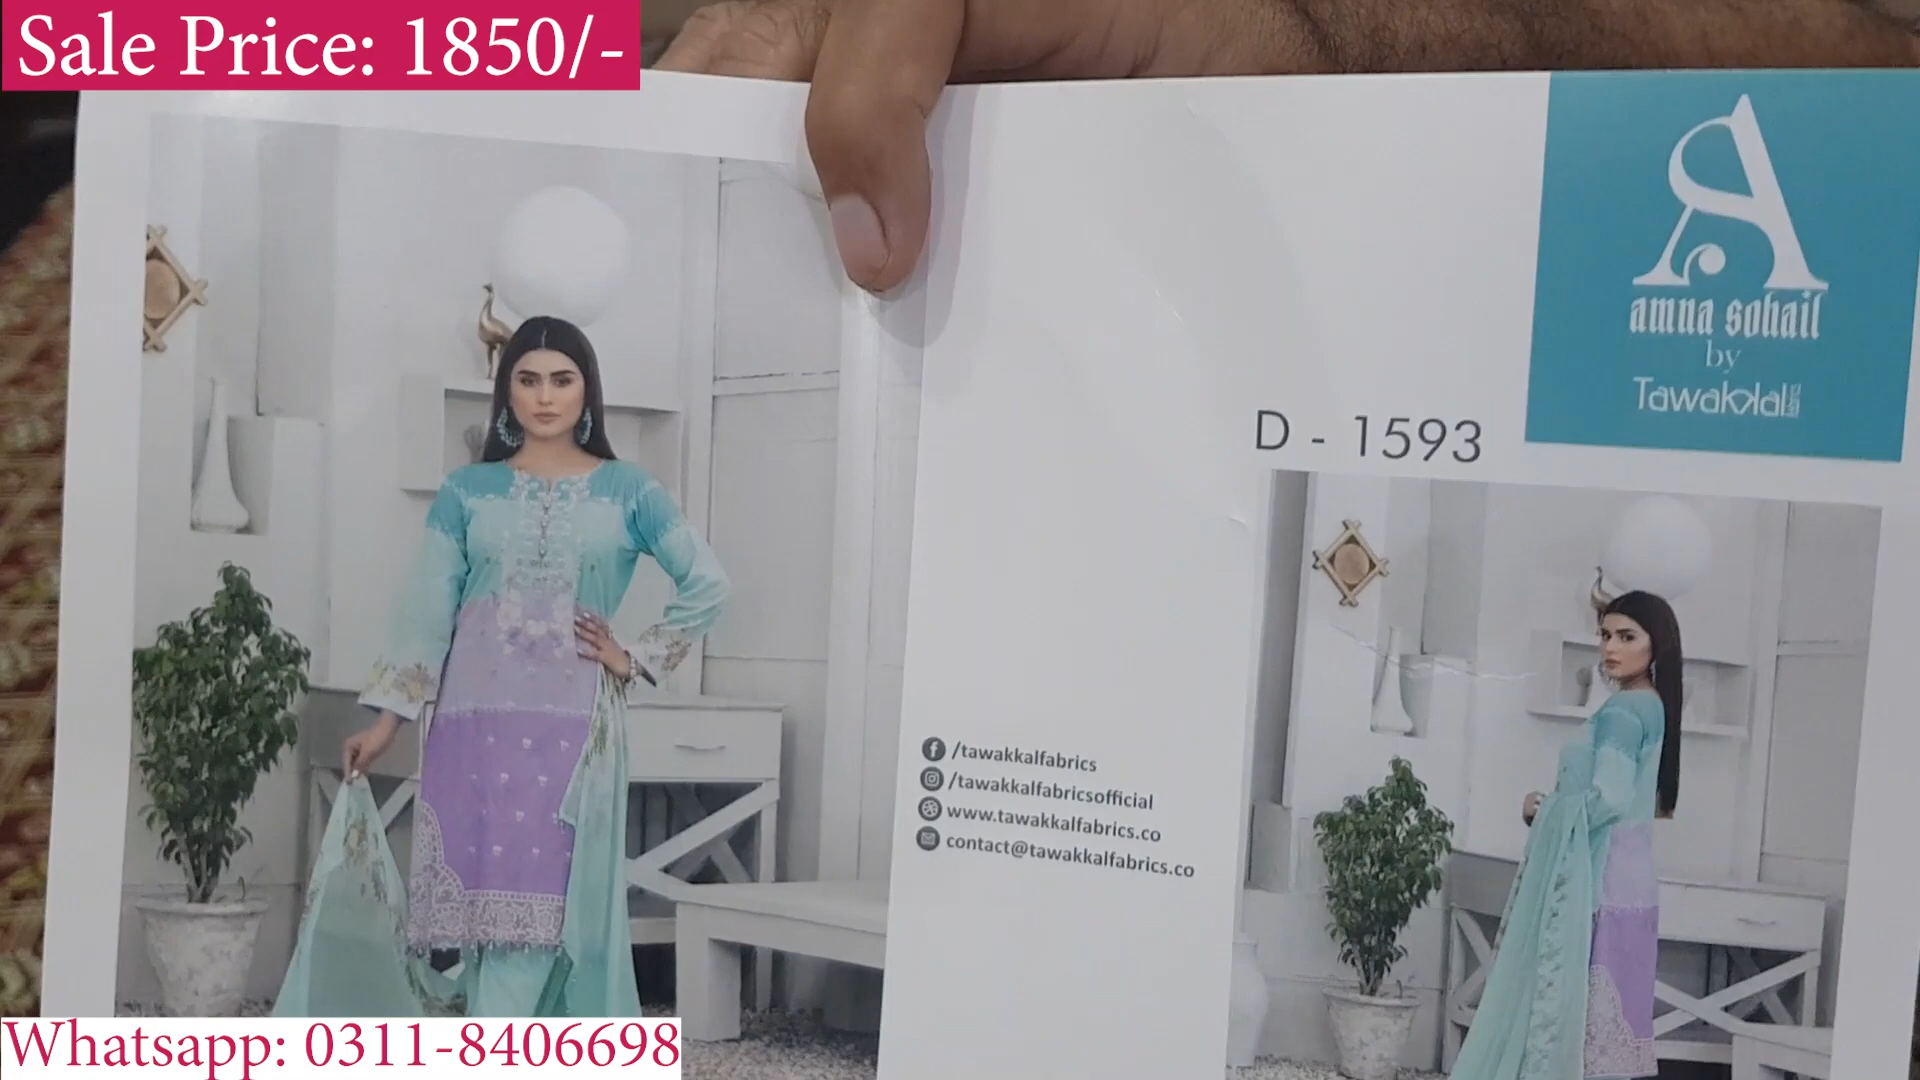 Sale Price: 1850/-
amna sohail
by
Tawakkal
D - 1593
/tawakkalfabrics
/tawakkalfabricsofficial
www.tawakkalfabrics.co
contact@tawakkalfabrics.co
Whatsapp: 0311-8406698